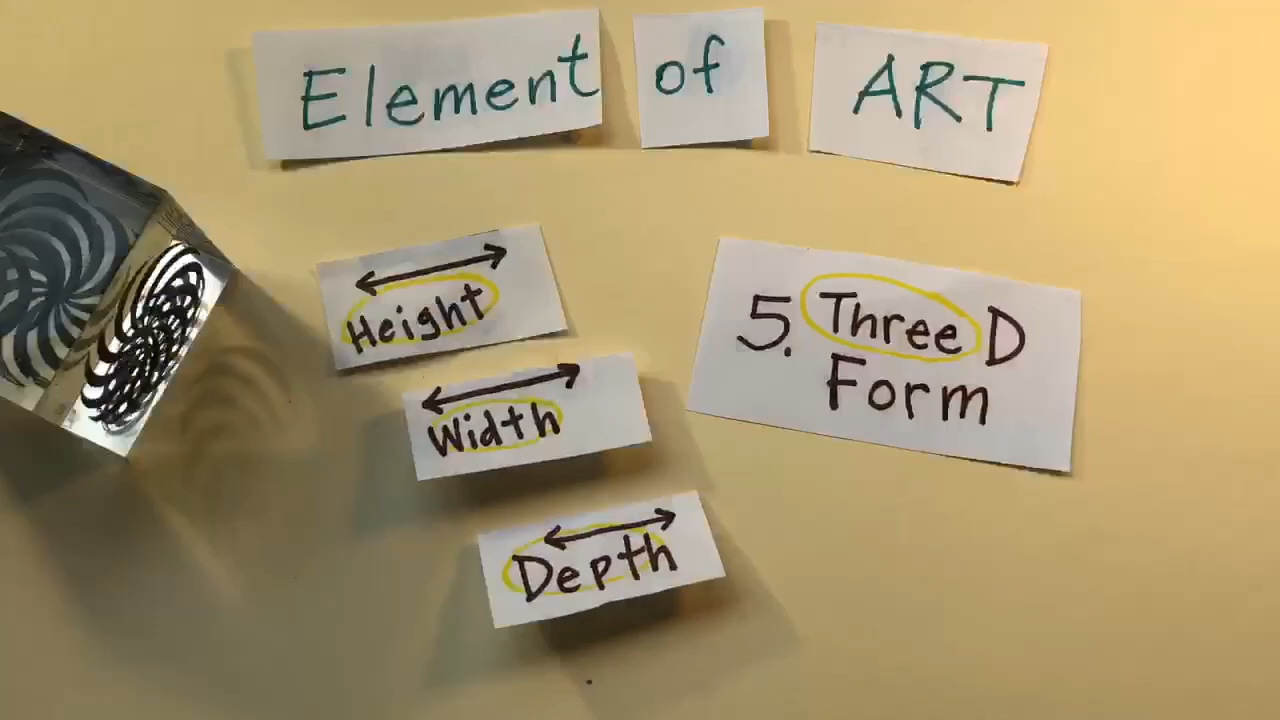 Element of ART
Height
Width
Depth
5. Three D
Form